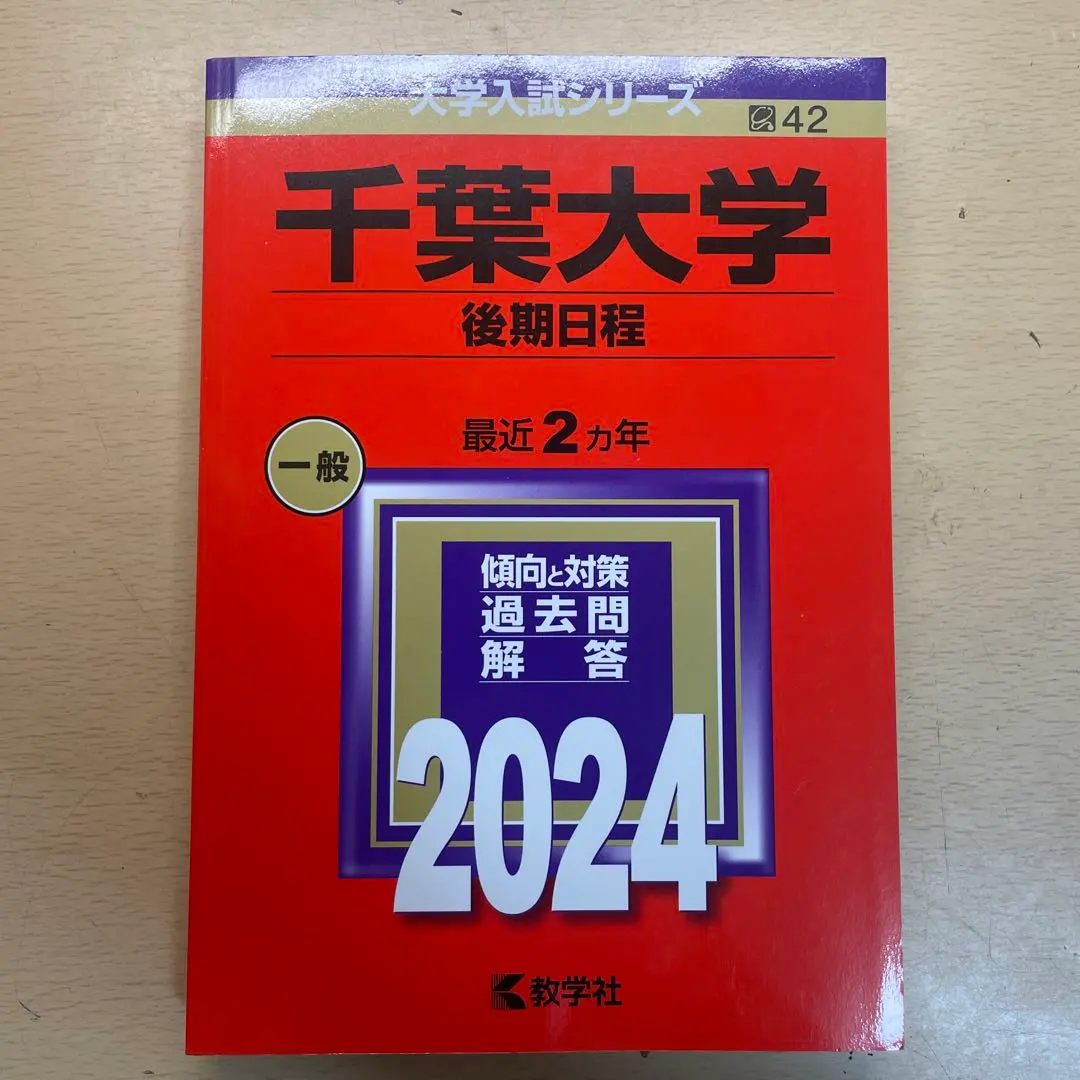 大学入試シリーズ
42
千葉大学
後期日程
最近2カ年
一般
傾向と対策
過去問
解答
2024
教学社